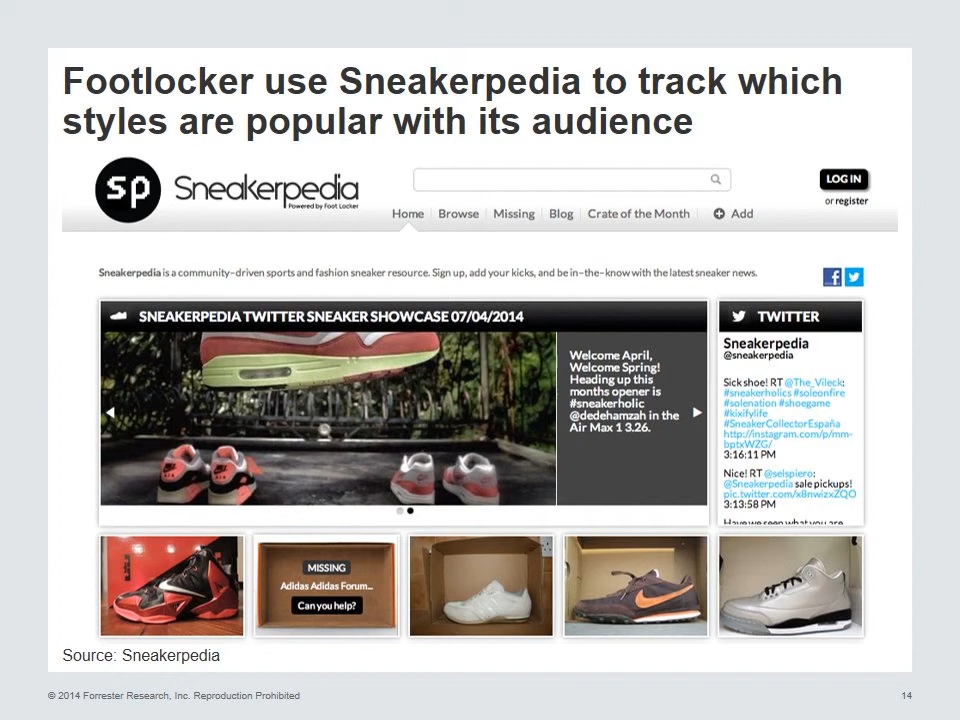 Footlocker use Sneakerpedia to track which
styles are popular with its audience
sp
Sneakerpedia
Powered by Foot Locker
LOG IN
or register
Home
Browse
Missing
Blog
Crate of the Month
Add
Sneakerpedia is a community-driven sports and fashion sneaker resource. Sign up, add your kicks, and be in-the-know with the latest sneaker news.
SNEAKERPEDIA TWITTER SNEAKER SHOWCASE 07/04/2014
Welcome April,
Welcome Spring!
Heading up this
months opener is
#sneakerholic
@dedehamzah in the
Air Max 1 3.26.
TWITTER
Sneakerpedia
@sneakerpedia
Sick shoe! RT @The_Vileck:
#sneakerholics #soleonfire
#solenation #shoegame
#kixifylife
#SneakerCollectorEspaña
http://instagram.com/p/mm-
bptxWZG/
3:16:11 PM
Nice! RT @selspiero:
@Sneakerpedia sale pickups!
pic.twitter.com/x8nwizxZQO
3:13:58 PM
Have we seen what you are
MISSING
Adidas Adidas Forum...
Can you help?
Source: Sneakerpedia
© 2014 Forrester Research, Inc. Reproduction Prohibited
14